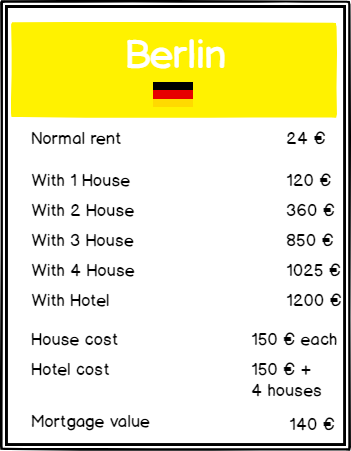 Berlin
Normal rent 24 €
With 1 House 120 €
With 2 House 360 €
With 3 House 850 €
With 4 House 1025 €
With Hotel 1200 €
House cost 150 € each
Hotel cost 150 € +
4 houses
Mortgage value 140 €